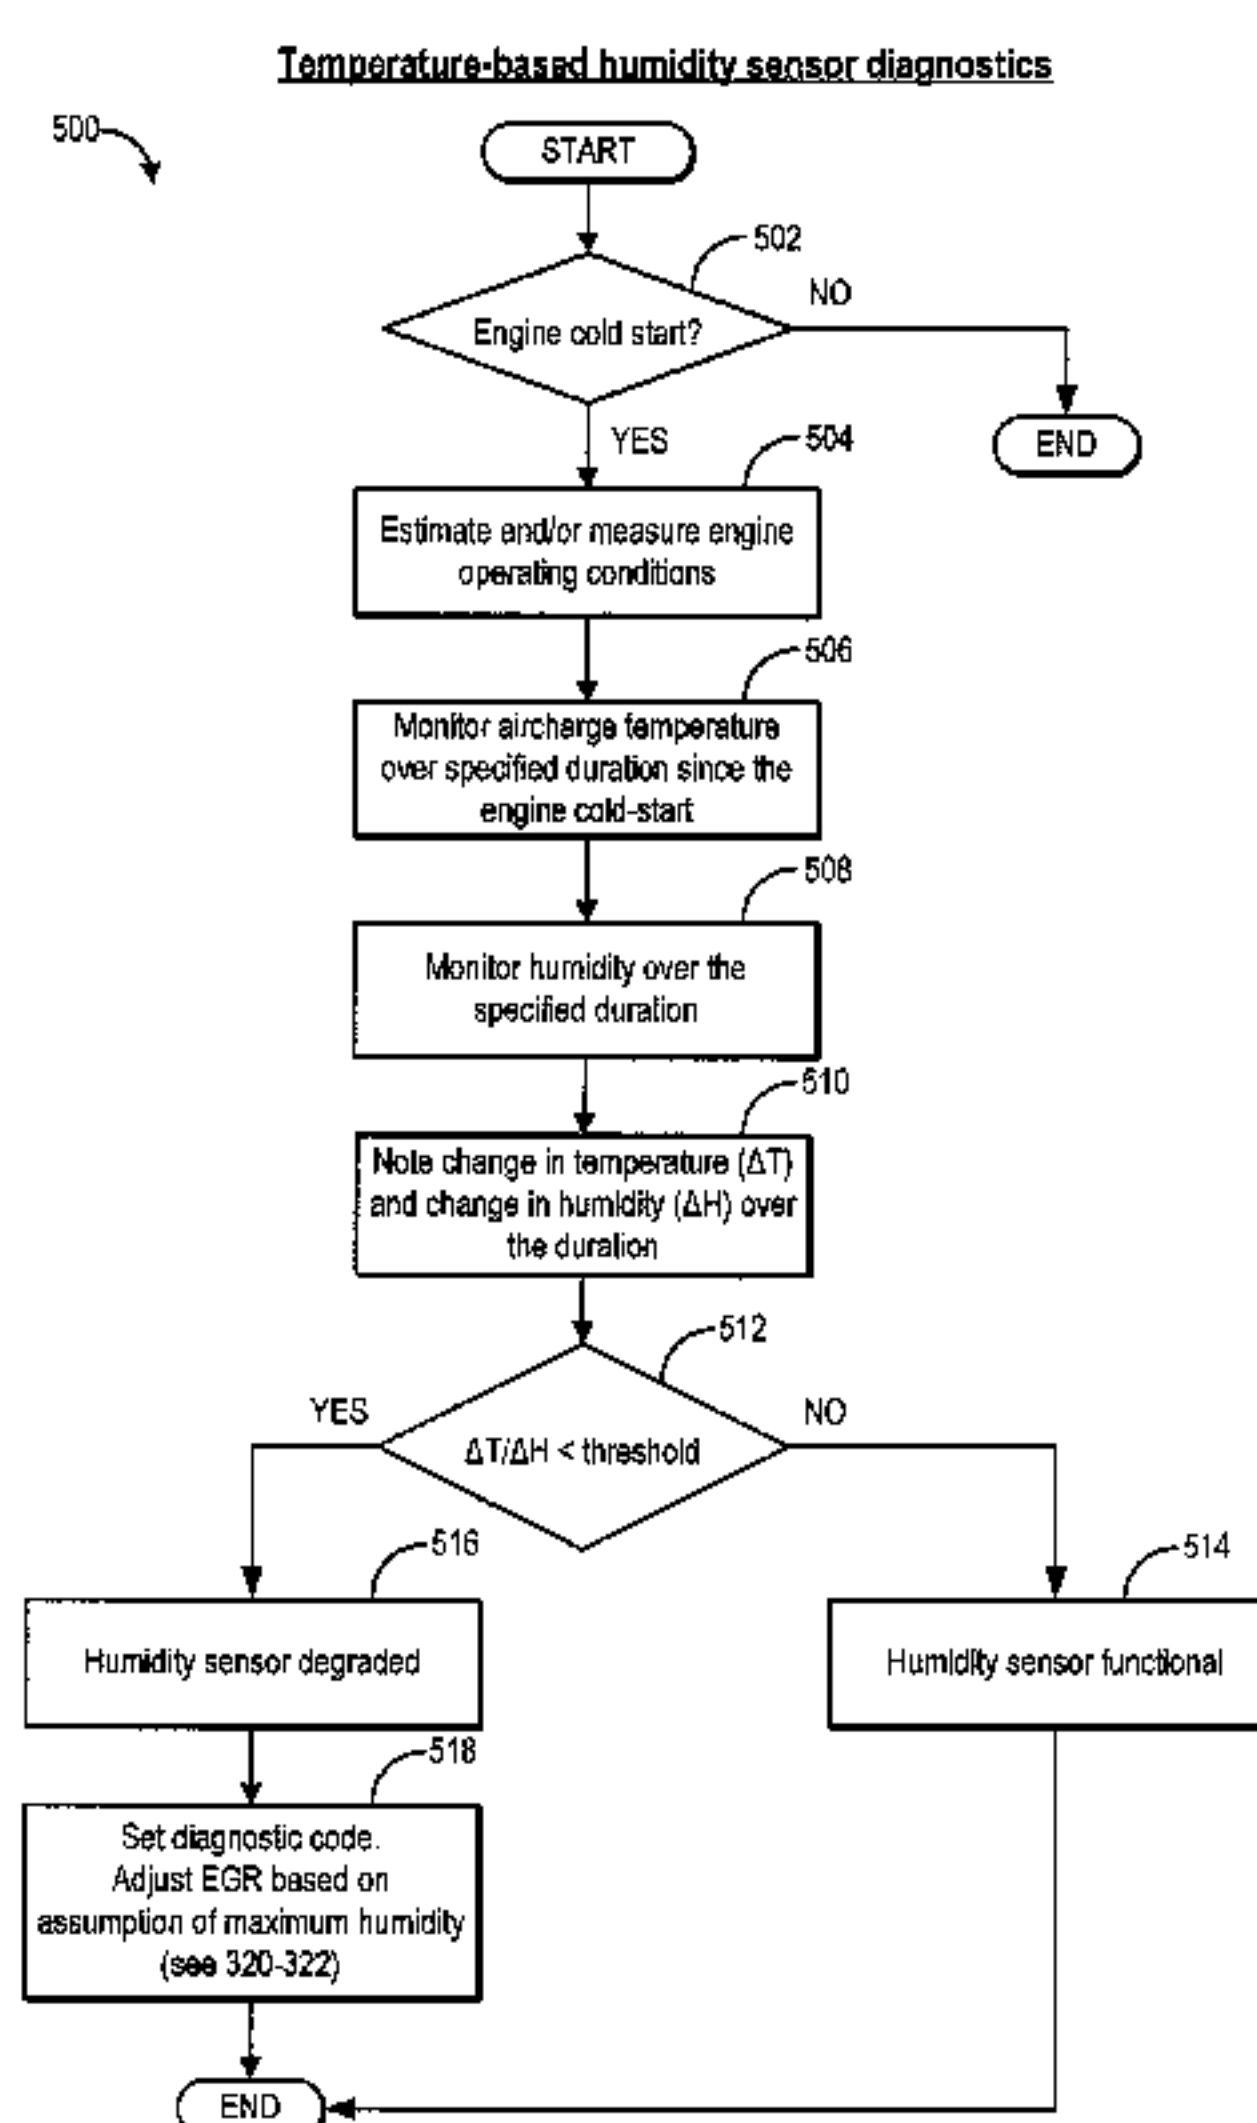 Temperature-based humidity sensor diagnostics
500
START
502
Engine cold start?
NO
END
YES
504
Estimate end/or measure engine
operating conditions
506
Monitor aircharge temperature
over specified duration since the
engine cold-start
508
Monitor humidity over the
specified duration
510
Note change in temperature (ΔT)
and change in humidity (ΔH) over
the duration
512
YES
NO
ΔT/ΔH < threshold
516
514
Humidity sensor degraded
Humidity sensor functional
518
Set diagnostic code.
Adjust EGR based on
assumption of maximum humidity
(see 320-322)
END